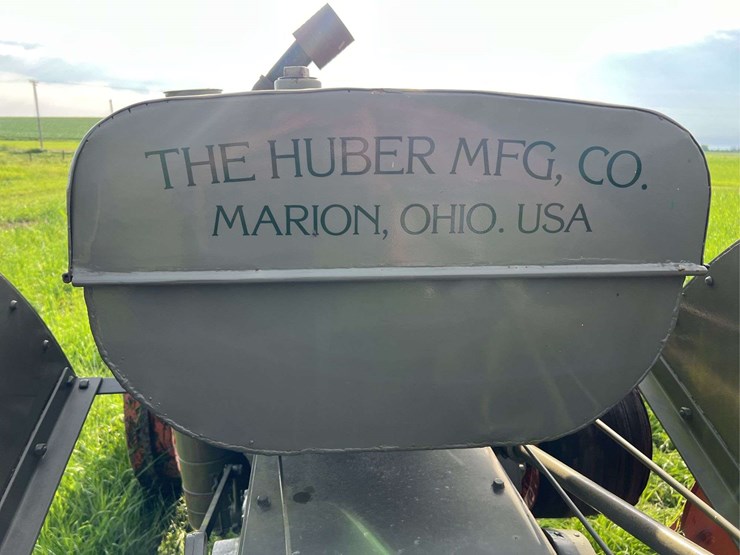 THE HUBER MFG, CO.
MARION, OHIO. USA